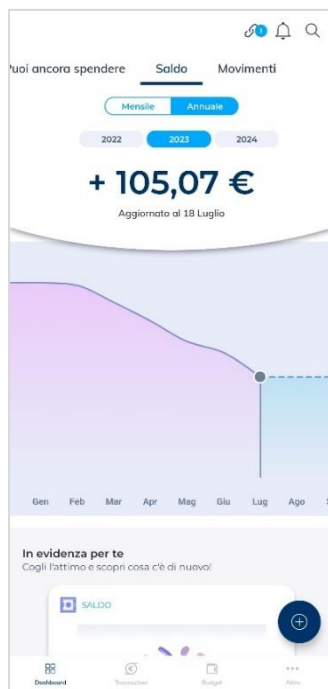 1
Puoi ancora spendere Saldo Movimenti
Mensile Annuale
2022 2023 2024
+ 105,07 €
Aggiornato al 18 Luglio
Gen Feb Mar Apr Mag Giu Lug Ago S
In evidenza per te
Cogli l'attimo e scopri cosa c'è di nuovo!
SALDO
Dashboard Transazioni Budget Altro